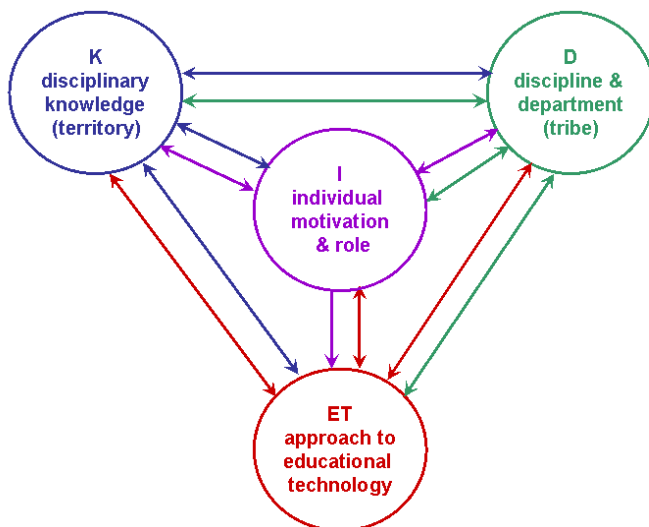 K
disciplinary
knowledge
(territory)
D
discipline &
department
(tribe)
I
individual
motivation
& role
ET
approach to
educational
technology